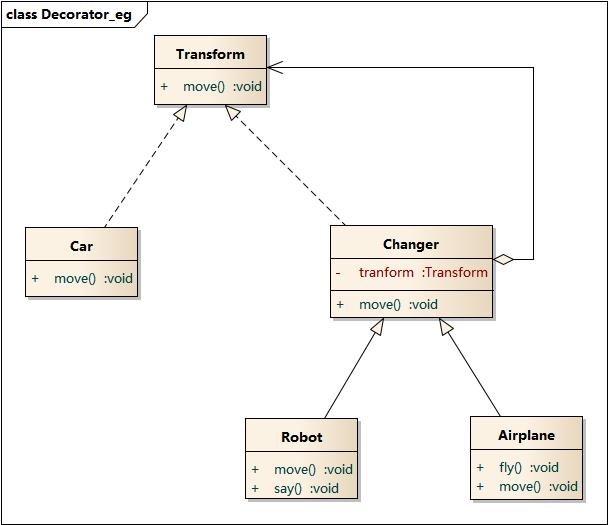 class Decorator_eg
Transform
+ move() :void
Car
+ move() :void
Changer
- tranform :Transform
+ move() :void
Robot
+ move() :void
+ say() :void
Airplane
+ fly() :void
+ move() :void